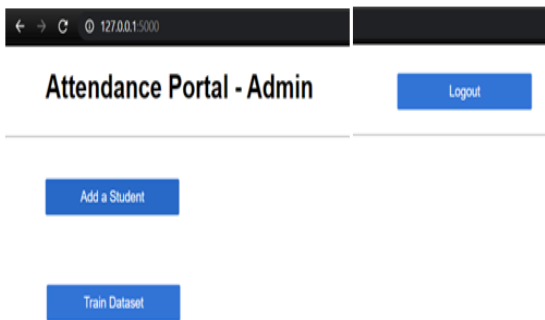 127.0.0.1:5000
Attendance Portal - Admin
Logout
Add a Student
Train Dataset